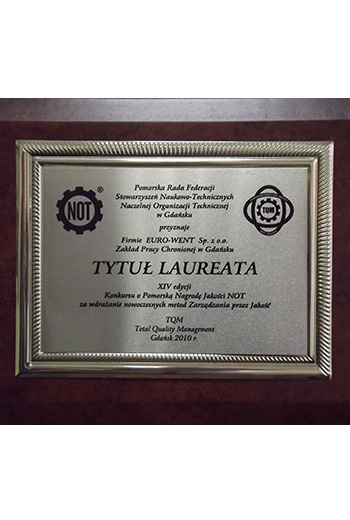 Pomorska Rada Federacji
Stowarzyszeń Naukowo-Technicznych
Naczelnej Organizacji Technicznej
w Gdańsku
NOT
®
TQM
przyznaje
Firmie EURO-WENT Sp. z o.o.
Zakład Pracy Chronionej w Gdańsku
TYTUŁ LAUREATA
XIV edycji
Konkursu o Pomorską Nagrodę Jakości NOT
za wdrażanie nowoczesnych metod Zarządzania przez Jakość
TQM
Total Quality Management
Gdańsk 2010 r.